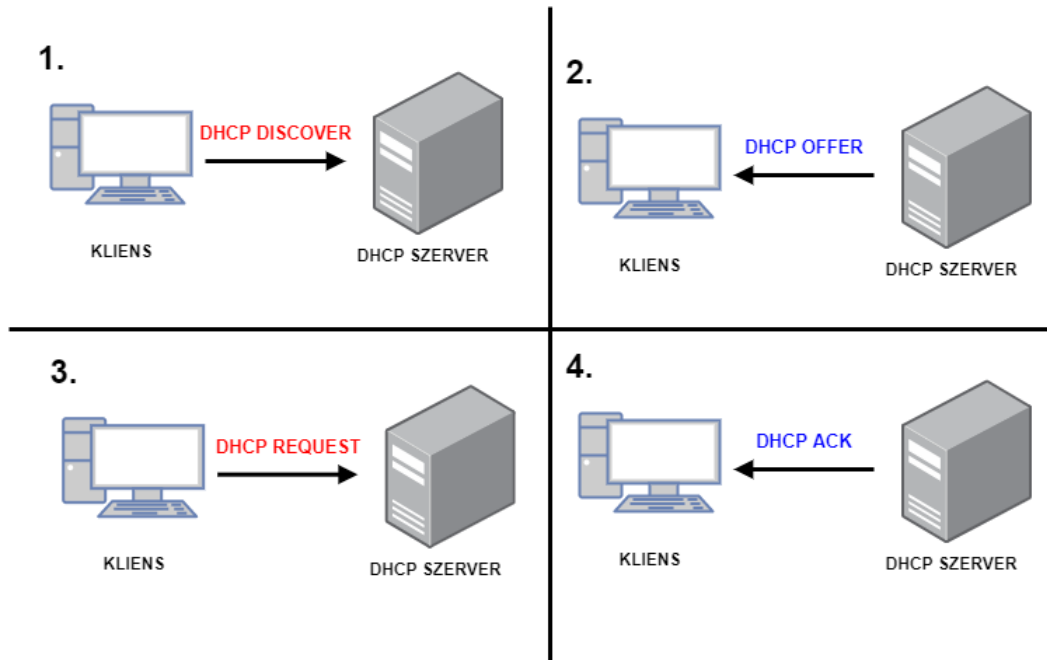 1.
DHCP DISCOVER
KLIENS
DHCP SZERVER
2.
DHCP OFFER
KLIENS
DHCP SZERVER
3.
DHCP REQUEST
KLIENS
DHCP SZERVER
4.
DHCP ACK
KLIENS
DHCP SZERVER